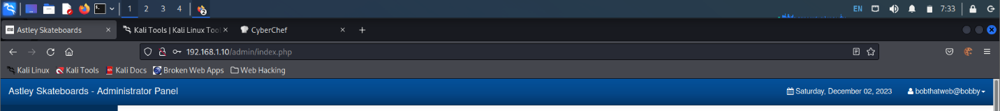 1 2 3 4 2 EN 7:33
Astley Skateboards Kali Tools | Kali Linux Tool CyberChef
192.168.1.10/admin/index.php
Kali Linux Kali Tools Kali Docs Broken Web Apps Web Hacking
Astley Skateboards - Administrator Panel Saturday, December 02, 2023 bobthatweb@bobby